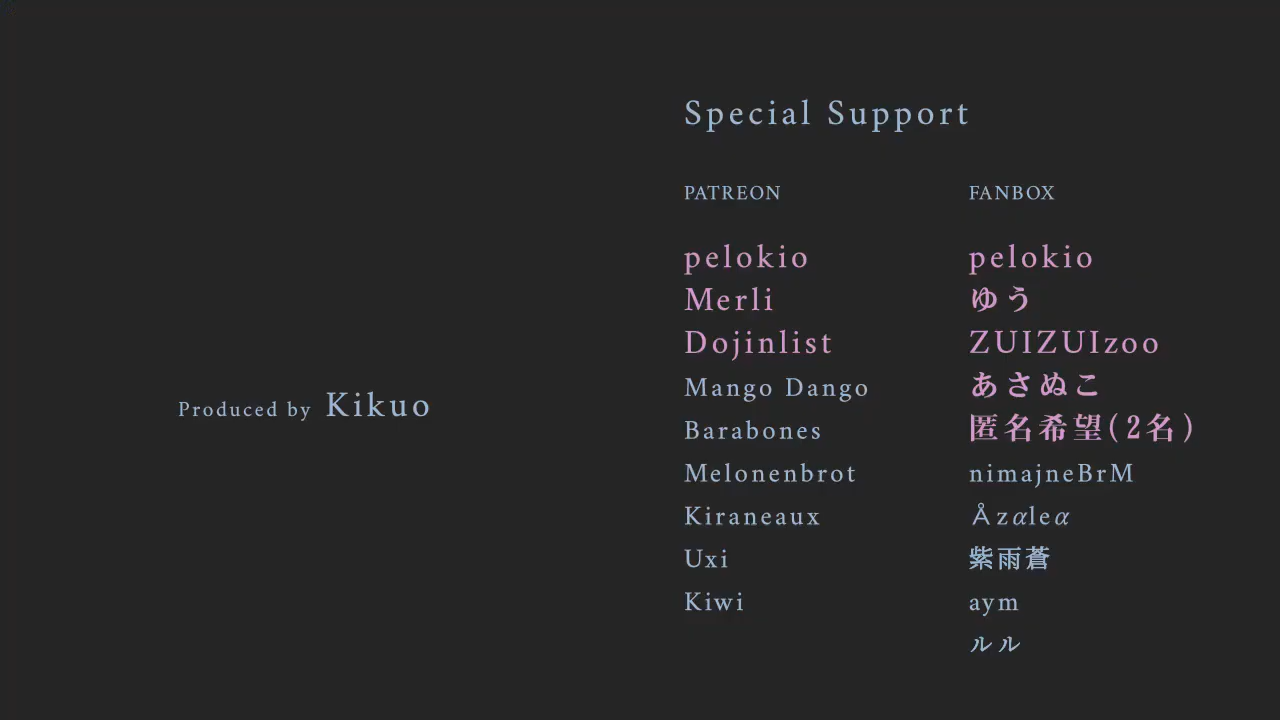 Produced by Kikuo
Special Support
PATREON
pelokio
Merli
Dojinlist
Mango Dango
Barabones
Melonenbrot
Kiraneaux
Uxi
Kiwi
FANBOX
pelokio
ゆう
ZUIZUIzoo
あさぬこ
匿名希望(2名)
nimajneBrM
Åzαleα
紫雨蒼
aym
ルル